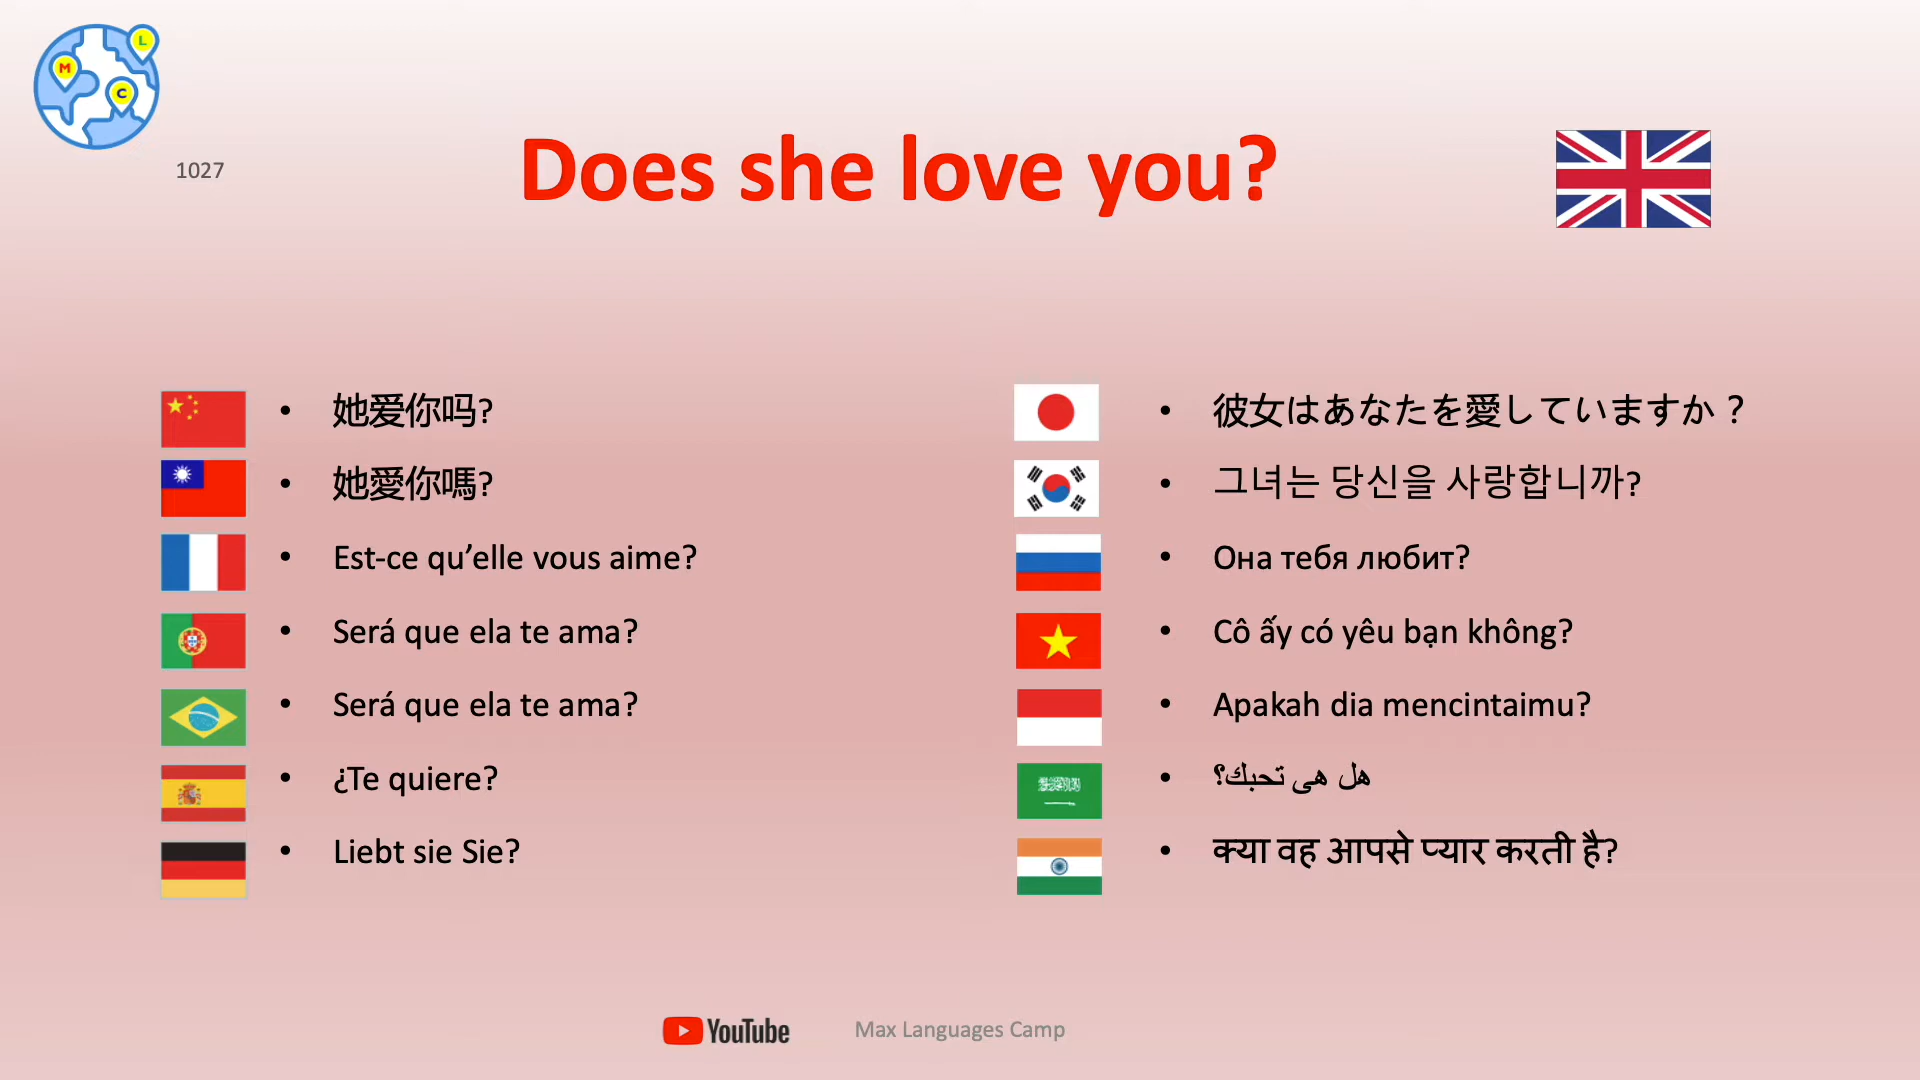 L
M
C
1027
Does she love you?
• 她爱你吗?
• 她愛你嗎?
• Est-ce qu’elle vous aime?
• Será que ela te ama?
• Será que ela te ama?
• ¿Te quiere?
• Liebt sie Sie?
• 彼女はあなたを愛していますか？
• 그녀는 당신을 사랑합니까?
• Она тебя любит?
• Cô ấy có yêu bạn không?
• Apakah dia mencintaimu?
• هل هى تحبك؟
• क्या वह आपसे प्यार करती है?
YouTube
Max Languages Camp